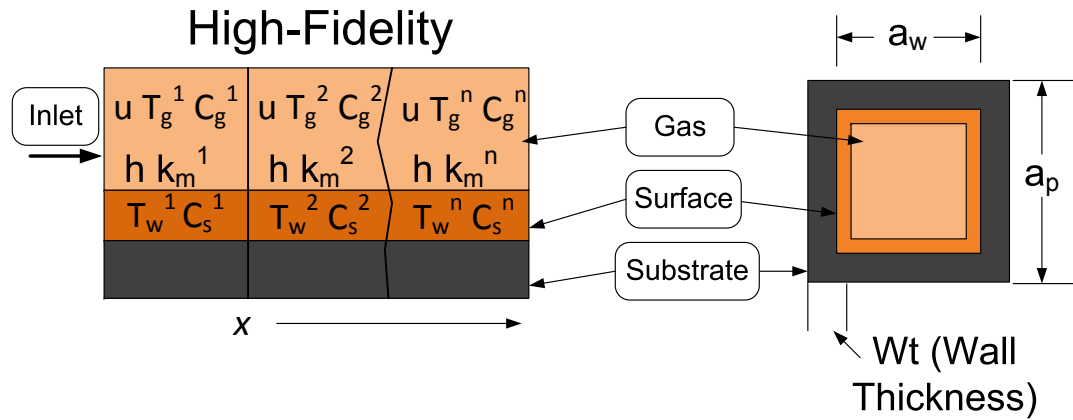 High-Fidelity
Inlet
u T_g^1 C_g^1
h k_m^1
T_w^1 C_s^1
u T_g^2 C_g^2
h k_m^2
T_w^2 C_s^2
u T_g^n C_g^n
h k_m^n
T_w^n C_s^n
x
Gas
Surface
Substrate
a_w
a_p
Wt (Wall
Thickness)